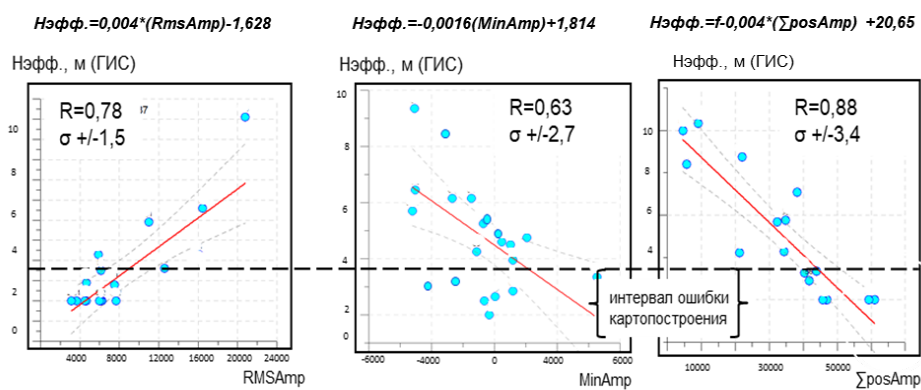 Нэфф.=0,004*(RmsAmp)-1,628
Нэфф.=-0,0016(MinAmp)+1,814
Нэфф.=f-0,004*(∑posAmp) +20,65
Нэфф., м (ГИС)
Нэфф., м (ГИС)
Нэфф., м (ГИС)
R=0,78
σ +/-1,5
R=0,63
σ +/-2,7
R=0,88
σ +/-3,4
10
8
6
4
2
0
10
8
6
4
2
0
10
8
6
4
2
0
интервал ошибки
картопостроения
4000 8000 12000 16000 20000 24000
-6000 -4000 0 4000 6000
10000 30000 50000
RMSAmp
MinAmp
∑posAmp